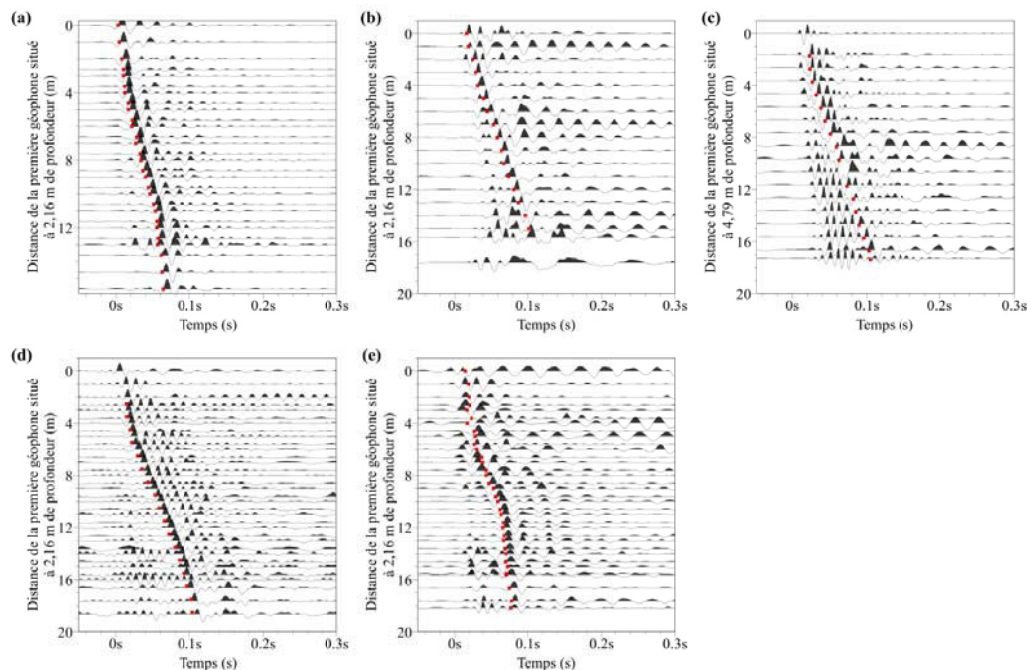 (a)
Distance de la première géophone situé
à 2,16 m de profondeur (m)
0
4
8
12
0s
0.1s
0.2s
0.3s
Temps (s)
(b)
Distance de la première géophone situé
à 2,16 m de profondeur (m)
0
4
8
12
16
20
0s
0.1s
0.2s
0.3s
Temps (s)
(c)
Distance de la première géophone situé
à 4,79 m de profondeur (m)
0
4
8
12
16
20
0s
0.1s
0.2s
0.3s
Temps (s)
(d)
Distance de la première géophone situé
à 2,16 m de profondeur (m)
0
4
8
12
16
20
0s
0.1s
0.2s
0.3s
Temps (s)
(e)
Distance de la première géophone situé
à 2,16 m de profondeur (m)
0
4
8
12
16
20
0s
0.1s
0.2s
0.3s
Temps (s)